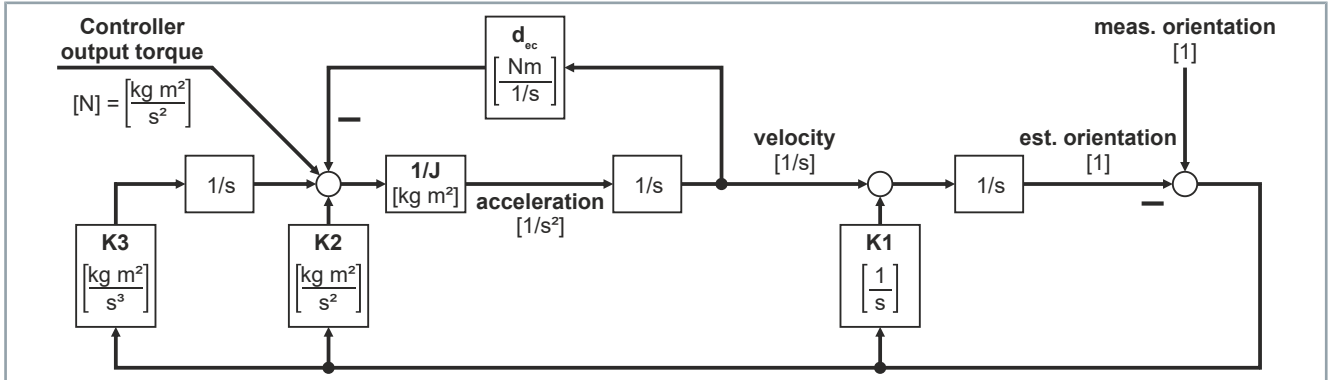 Controller
output torque
[N] = [kg m²
s²]
d_ec
[Nm
1/s]
meas. orientation
[1]
velocity
[1/s]
est. orientation
[1]
1/s
1/J
[kg m²]
acceleration
[1/s²]
1/s
1/s
K3
[kg m²
s³]
K2
[kg m²
s²]
K1
[1
s]